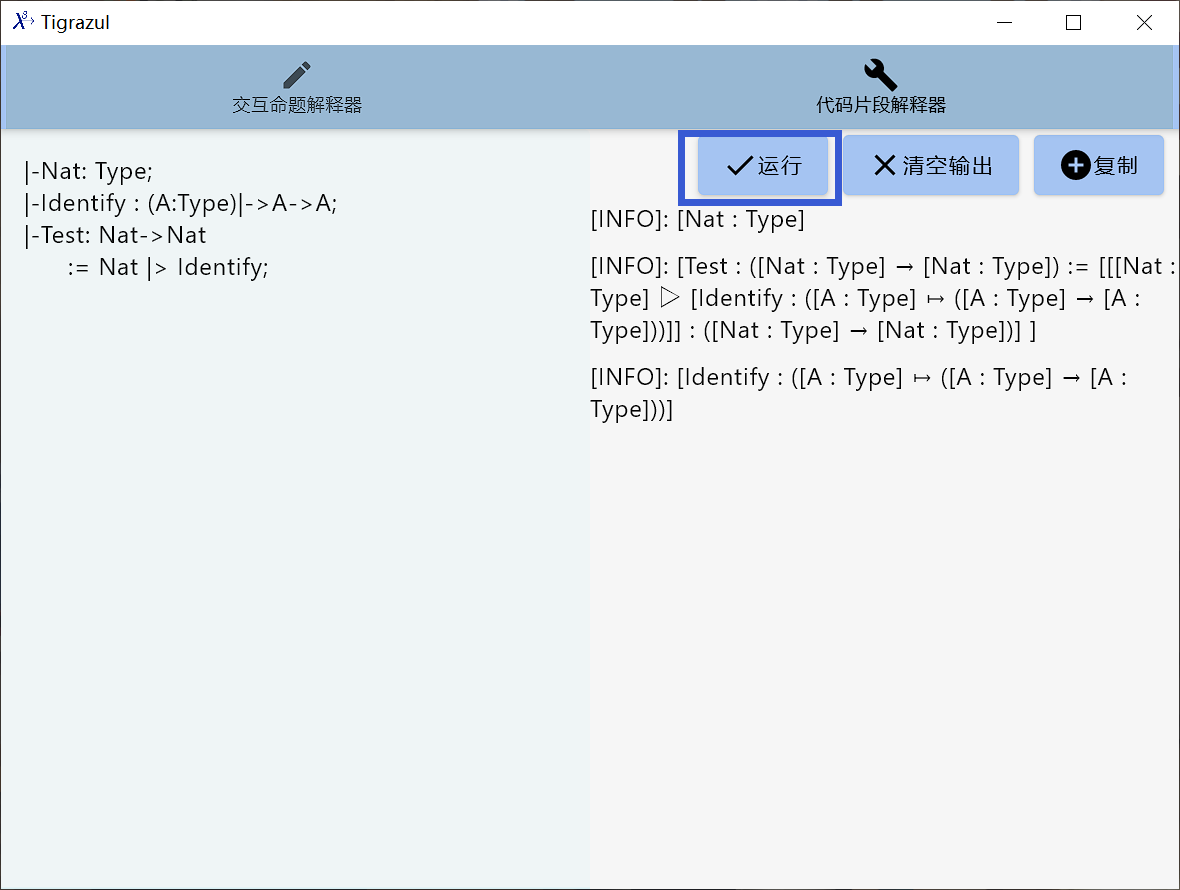 Tigrazul
交互命题解释器
代码片段解释器
|-Nat: Type;
|-Identify : (A:Type)|->A->A;
|-Test: Nat->Nat
:= Nat |> Identify;
运行
清空输出
复制
[INFO]: [Nat : Type]
[INFO]: [Test : ([Nat : Type] → [Nat : Type]) := [[[Nat :
Type] ▷ [Identify : ([A : Type] ↦ ([A : Type] → [A :
Type]))]] : ([Nat : Type] → [Nat : Type])] ]
[INFO]: [Identify : ([A : Type] ↦ ([A : Type] → [A :
Type]))]